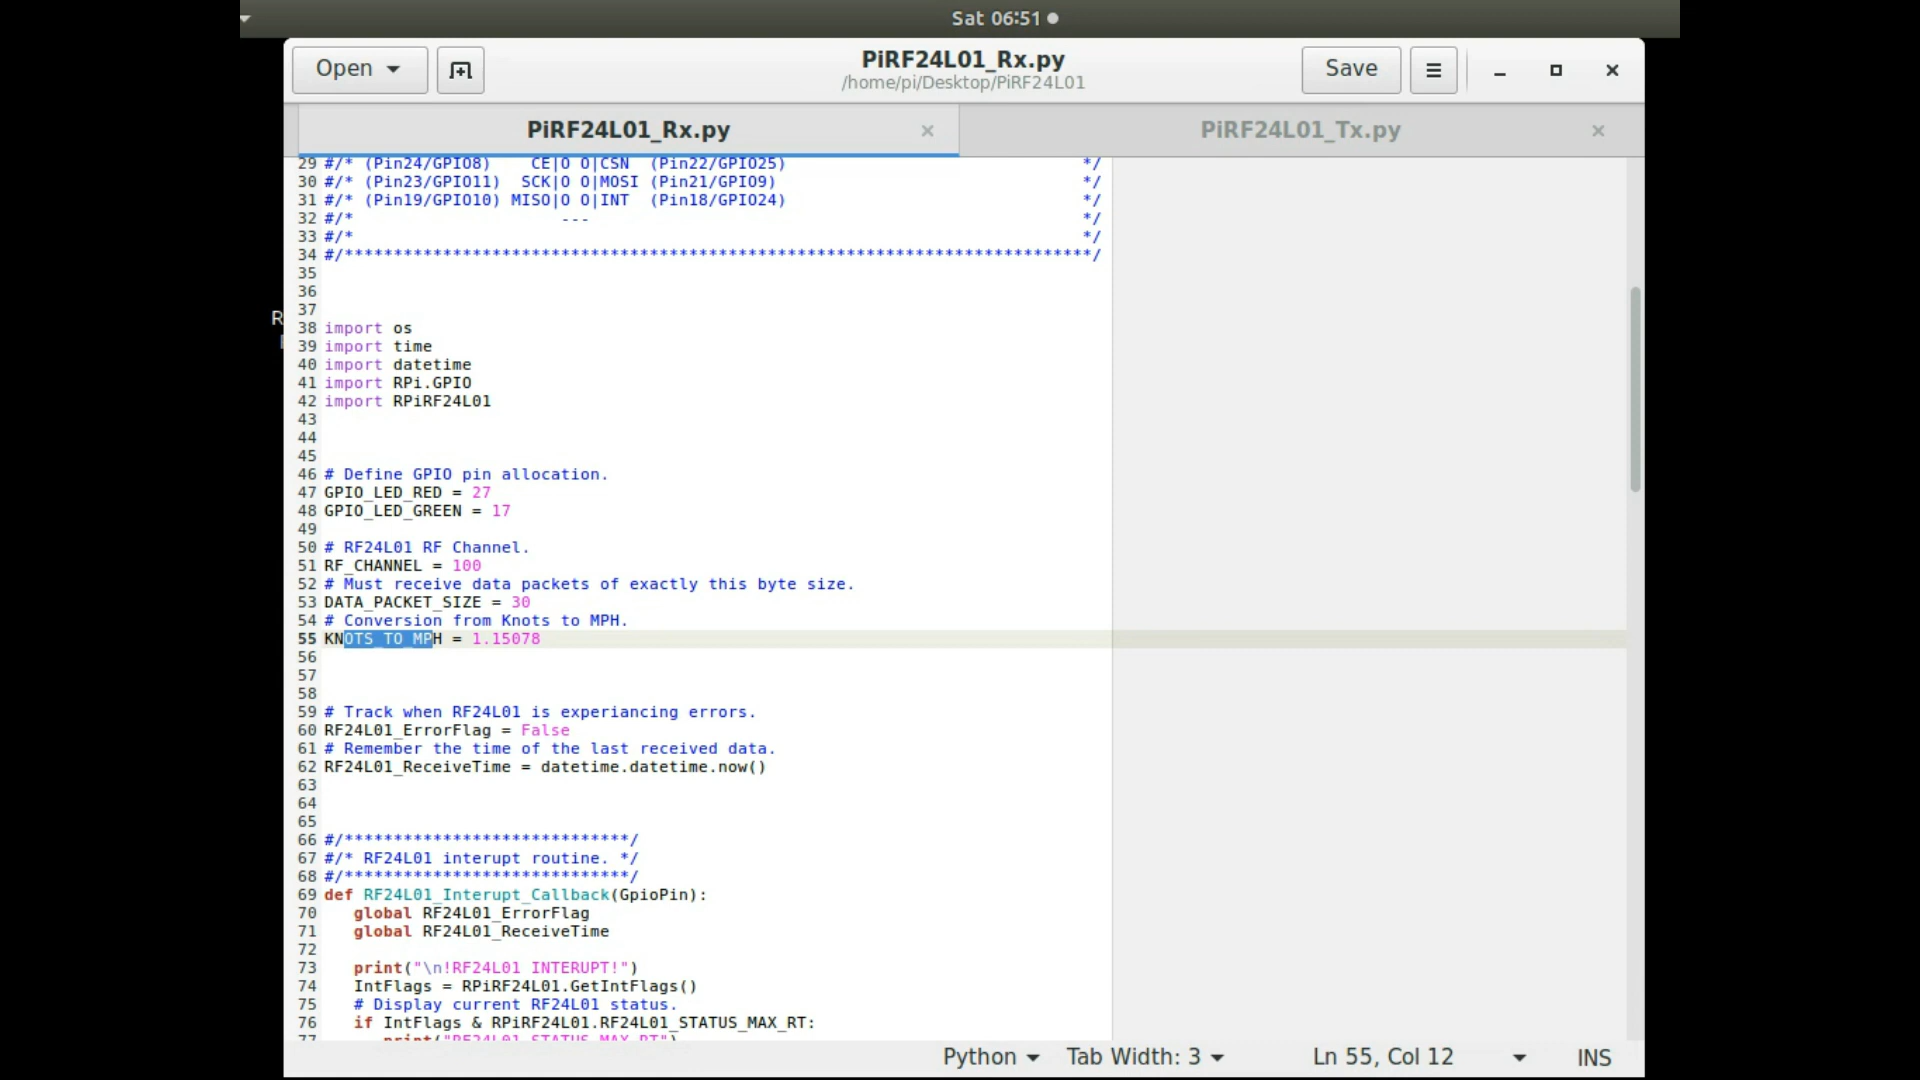 Sat 06:51
Open
PiRF24L01_Rx.py
/home/pi/Desktop/PiRF24L01
Save
PiRF24L01_Rx.py
PiRF24L01_Tx.py
29 #/* (Pin24/GPIO8)    CE|O O|CSN  (Pin22/GPIO25)                              */
30 #/* (Pin23/GPIO11)  SCK|O O|MOSI (Pin21/GPIO9)                               */
31 #/* (Pin19/GPIO10) MISO|O O|INT  (Pin18/GPIO24)                              */
32 #/*                     ---                                                  */
33 #/*                                                                          */
34 #/****************************************************************************/
35
36
37
R
38 import os
39 import time
40 import datetime
41 import RPi.GPIO
42 import RPiRF24L01
43
44
45
46 # Define GPIO pin allocation.
47 GPIO_LED_RED = 27
48 GPIO_LED_GREEN = 17
49
50 # RF24L01 RF Channel.
51 RF_CHANNEL = 100
52 # Must receive data packets of exactly this byte size.
53 DATA_PACKET_SIZE = 30
54 # Conversion from Knots to MPH.
55 KNOTS_TO_MPH = 1.15078
56
57
58
59 # Track when RF24L01 is experiancing errors.
60 RF24L01_ErrorFlag = False
61 # Remember the time of the last received data.
62 RF24L01_ReceiveTime = datetime.datetime.now()
63
64
65
66 #/*****************************/
67 #/* RF24L01 interupt routine. */
68 #/*****************************/
69 def RF24L01_Interupt_Callback(GpioPin):
70    global RF24L01_ErrorFlag
71    global RF24L01_ReceiveTime
72
73    print("\n!RF24L01 INTERUPT!")
74    IntFlags = RPiRF24L01.GetIntFlags()
75    # Display current RF24L01 status.
76    if IntFlags & RPiRF24L01.RF24L01_STATUS_MAX_RT:
77       print("RF24L01 STATUS MAX RT")
Python
Tab Width: 3
Ln 55, Col 12
INS